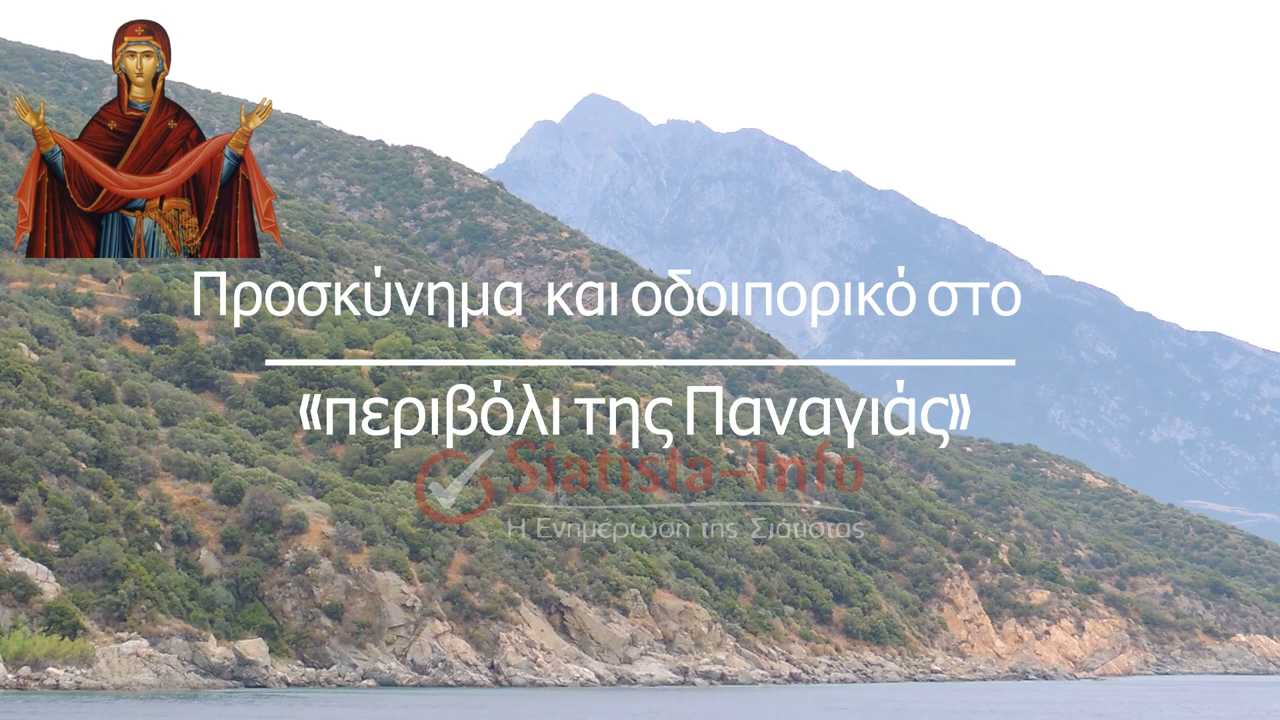 Προσκύνημα και οδοιπορικό στο
«περιβόλι της Παναγιάς»
Siatista-Info
Η Ενημέρωση της Σιάτιστας